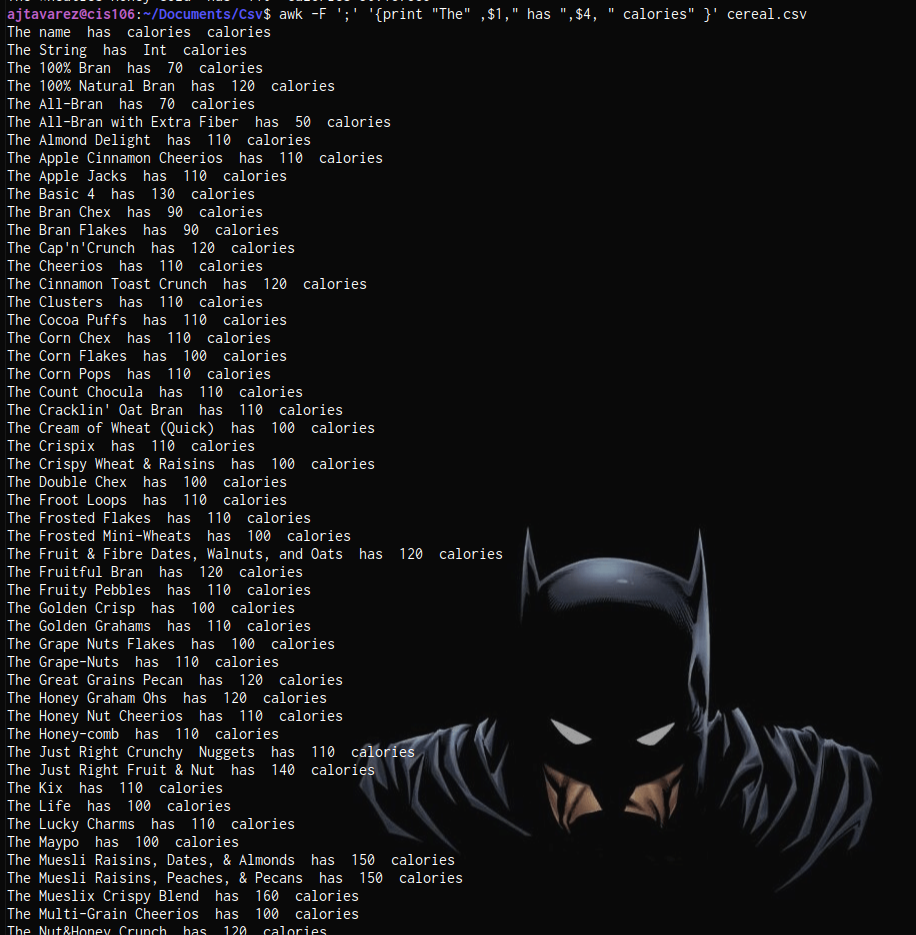 ajtavarez@cis106:~/Documents/Csv$ awk -F ';' '{print "The" ,$1," has ",$4, " calories" }' cereal.csv
The name  has  calories  calories
The String  has  Int  calories
The 100% Bran  has  70  calories
The 100% Natural Bran  has  120  calories
The All-Bran  has  70  calories
The All-Bran with Extra Fiber  has  50  calories
The Almond Delight  has  110  calories
The Apple Cinnamon Cheerios  has  110  calories
The Apple Jacks  has  110  calories
The Basic 4  has  130  calories
The Bran Chex  has  90  calories
The Bran Flakes  has  90  calories
The Cap'n'Crunch  has  120  calories
The Cheerios  has  110  calories
The Cinnamon Toast Crunch  has  120  calories
The Clusters  has  110  calories
The Cocoa Puffs  has  110  calories
The Corn Chex  has  110  calories
The Corn Flakes  has  100  calories
The Corn Pops  has  110  calories
The Count Chocula  has  110  calories
The Cracklin' Oat Bran  has  110  calories
The Cream of Wheat (Quick)  has  100  calories
The Crispix  has  110  calories
The Crispy Wheat & Raisins  has  100  calories
The Double Chex  has  100  calories
The Froot Loops  has  110  calories
The Frosted Flakes  has  110  calories
The Frosted Mini-Wheats  has  100  calories
The Fruit & Fibre Dates, Walnuts, and Oats  has  120  calories
The Fruitful Bran  has  120  calories
The Fruity Pebbles  has  110  calories
The Golden Crisp  has  100  calories
The Golden Grahams  has  110  calories
The Grape Nuts Flakes  has  100  calories
The Grape-Nuts  has  110  calories
The Great Grains Pecan  has  120  calories
The Honey Graham Ohs  has  120  calories
The Honey Nut Cheerios  has  110  calories
The Honey-comb  has  110  calories
The Just Right Crunchy  Nuggets  has  110  calories
The Just Right Fruit & Nut  has  140  calories
The Kix  has  110  calories
The Life  has  100  calories
The Lucky Charms  has  110  calories
The Maypo  has  100  calories
The Muesli Raisins, Dates, & Almonds  has  150  calories
The Muesli Raisins, Peaches, & Pecans  has  150  calories
The Mueslix Crispy Blend  has  160  calories
The Multi-Grain Cheerios  has  100  calories
The Nut&Honey Crunch  has  120  calories